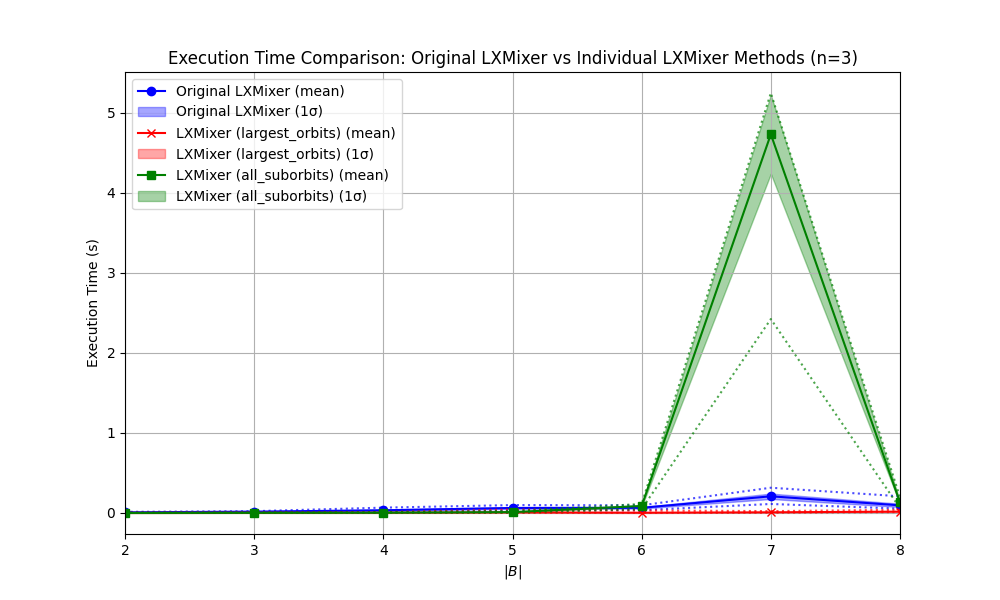 Execution Time Comparison: Original LXMixer vs Individual LXMixer Methods (n=3)
Original LXMixer (mean)
Original LXMixer (1σ)
LXMixer (largest_orbits) (mean)
LXMixer (largest_orbits) (1σ)
LXMixer (all_suborbits) (mean)
LXMixer (all_suborbits) (1σ)
Execution Time (s)
5
4
3
2
1
0
2 3 4 5 6 7 8
|B|